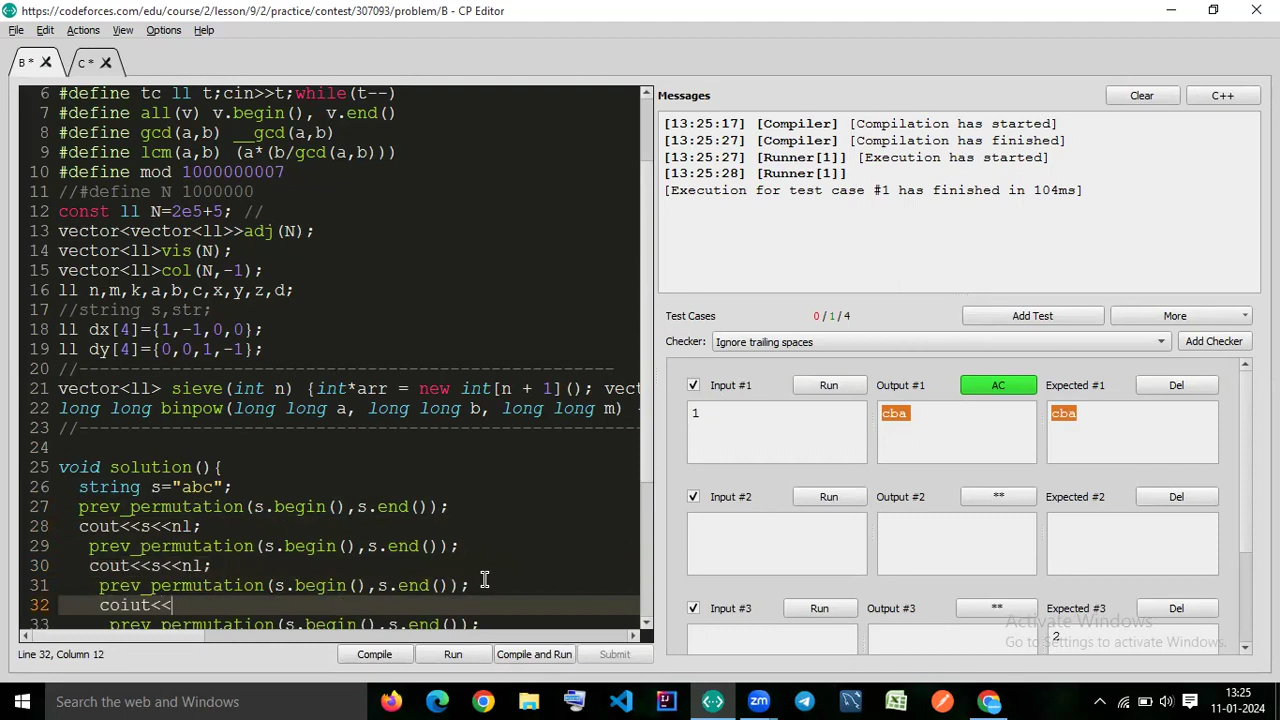 https://codeforces.com/edu/course/2/lesson/9/2/practice/contest/307093/problem/B - CP Editor
File Edit Actions View Options Help
B * C *
6 #define tc ll t;cin>>t;while(t--)
7 #define all(v) v.begin(), v.end()
8 #define gcd(a,b) __gcd(a,b)
9 #define lcm(a,b) (a*(b/gcd(a,b)))
10 #define mod 1000000007
11 //#define N 1000000
12 const ll N=2e5+5; //
13 vector<vector<ll>>adj(N);
14 vector<ll>vis(N);
15 vector<ll>col(N,-1);
16 ll n,m,k,a,b,c,x,y,z,d;
17 //string s,str;
18 ll dx[4]={1,-1,0,0};
19 ll dy[4]={0,0,1,-1};
20 //---------------------------------------------------
21 vector<ll> sieve(int n) {int*arr = new int[n + 1](); vect
22 long long binpow(long long a, long long b, long long m) {
23 //---------------------------------------------------------
24
25 void solution(){
26 string s="abc";
27 prev_permutation(s.begin(),s.end());
28 cout<<s<<nl;
29 prev_permutation(s.begin(),s.end());
30 cout<<s<<nl;
31 prev_permutation(s.begin(),s.end());
32 coiut<<
33 prev_permutation(s.begin(),s.end());
Line 32, Column 12
Compile Run Compile and Run Submit
Messages Clear C++
[13:25:17] [Compiler] [Compilation has started]
[13:25:27] [Compiler] [Compilation has finished]
[13:25:27] [Runner[1]] [Execution has started]
[13:25:28] [Runner[1]]
[Execution for test case #1 has finished in 104ms]
Test Cases 0 / 1 / 4 Add Test More
Checker: Ignore trailing spaces Add Checker
Input #1 Run Output #1 AC Expected #1 Del
1 cba cba
Input #2 Run Output #2 ** Expected #2 Del
Input #3 Run Output #3 ** Expected #3 Del
2
Activate Windows
Go to Settings to activate Windows.
Search the web and Windows
zm
13:25
11-01-2024